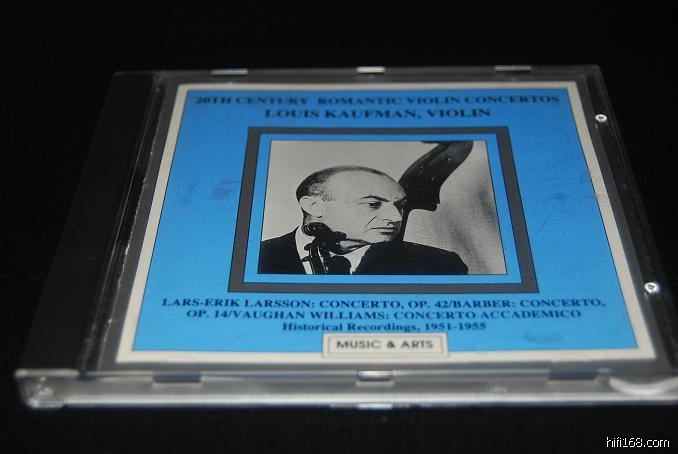 20TH CENTURY ROMANTIC VIOLIN CONCERTOS
LOUIS KAUFMAN, VIOLIN
LARS-ERIK LARSSON: CONCERTO, OP. 42/BARBER: CONCERTO,
OP. 14/VAUGHAN WILLIAMS: CONCERTO ACCADEMICO
Historical Recordings, 1951-1955
MUSIC & ARTS
hifi168.com